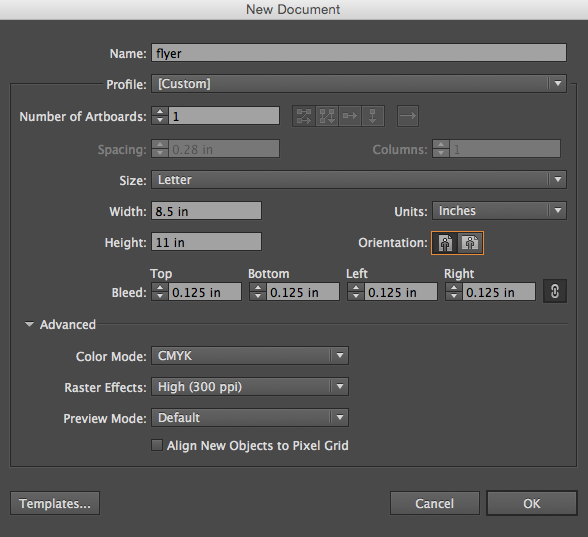 New Document
Name: flyer
Profile: [Custom]
Number of Artboards: 1
Spacing: 0.28 in Columns: 1
Size: Letter
Width: 8.5 in Units: Inches
Height: 11 in Orientation:
Top Bottom Left Right
Bleed: 0.125 in 0.125 in 0.125 in 0.125 in
Advanced
Color Mode: CMYK
Raster Effects: High (300 ppi)
Preview Mode: Default
Align New Objects to Pixel Grid
Templates... Cancel OK